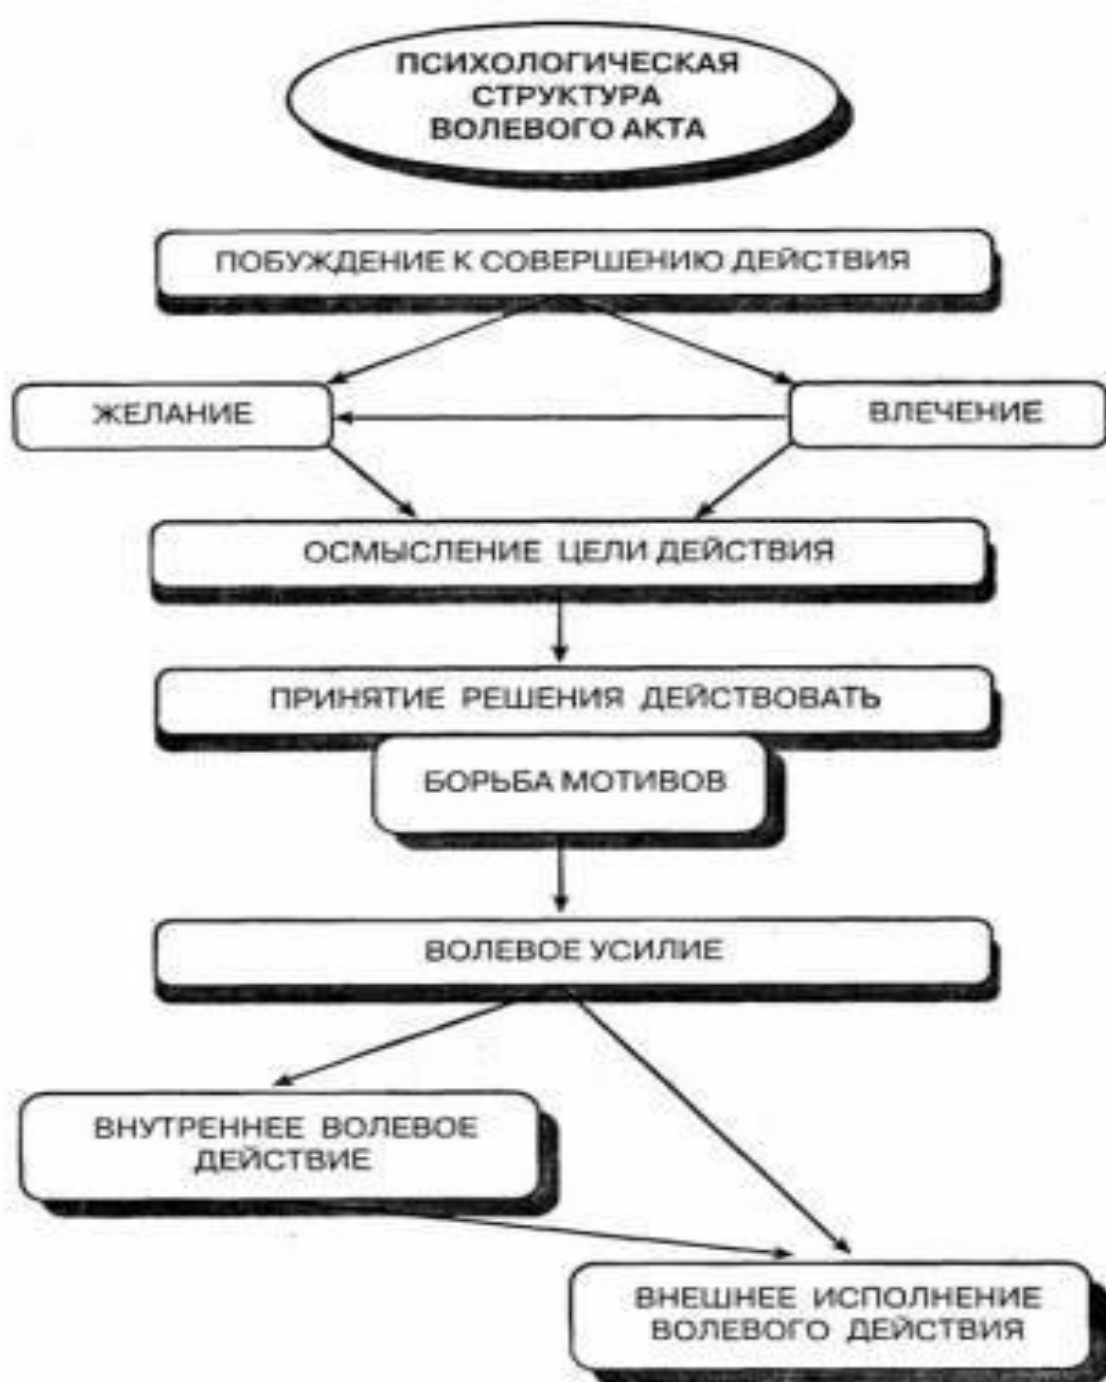 ПСИХОЛОГИЧЕСКАЯ
СТРУКТУРА
ВОЛЕВОГО АКТА
ПОБУЖДЕНИЕ К СОВЕРШЕНИЮ ДЕЙСТВИЯ
ЖЕЛАНИЕ
ВЛЕЧЕНИЕ
ОСМЫСЛЕНИЕ ЦЕЛИ ДЕЙСТВИЯ
ПРИНЯТИЕ РЕШЕНИЯ ДЕЙСТВОВАТЬ
БОРЬБА МОТИВОВ
ВОЛЕВОЕ УСИЛИЕ
ВНУТРЕННЕЕ ВОЛЕВОЕ
ДЕЙСТВИЕ
ВНЕШНЕЕ ИСПОЛНЕНИЕ
ВОЛЕВОГО ДЕЙСТВИЯ